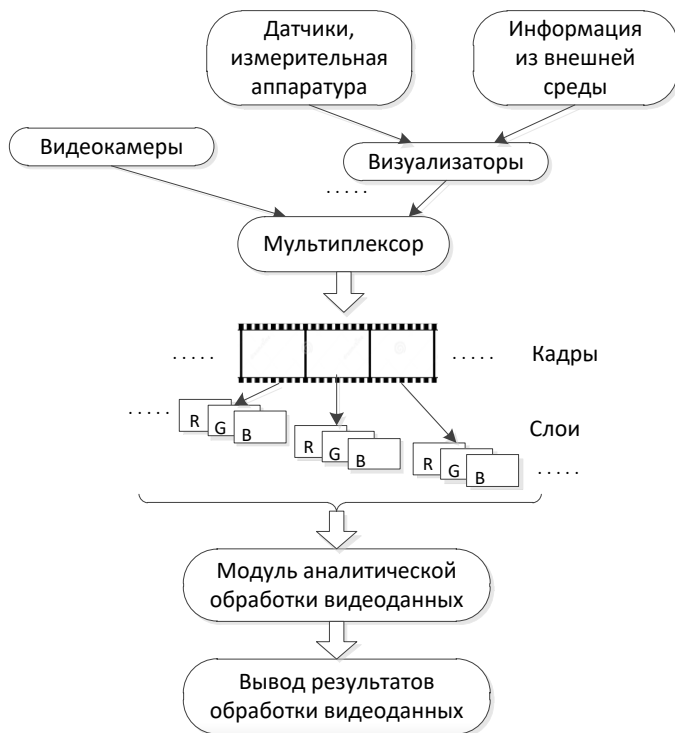 Датчики,
измерительная
аппаратура
Информация
из внешней
среды
Видеокамеры
Визуализаторы
. . . . .
Мультиплексор
. . . . .
. . . . .
Кадры
. . . . .
R G B
R G B
R G B
Слои
. . . . .
Модуль аналитической
обработки видеоданных
Вывод результатов
обработки видеоданных